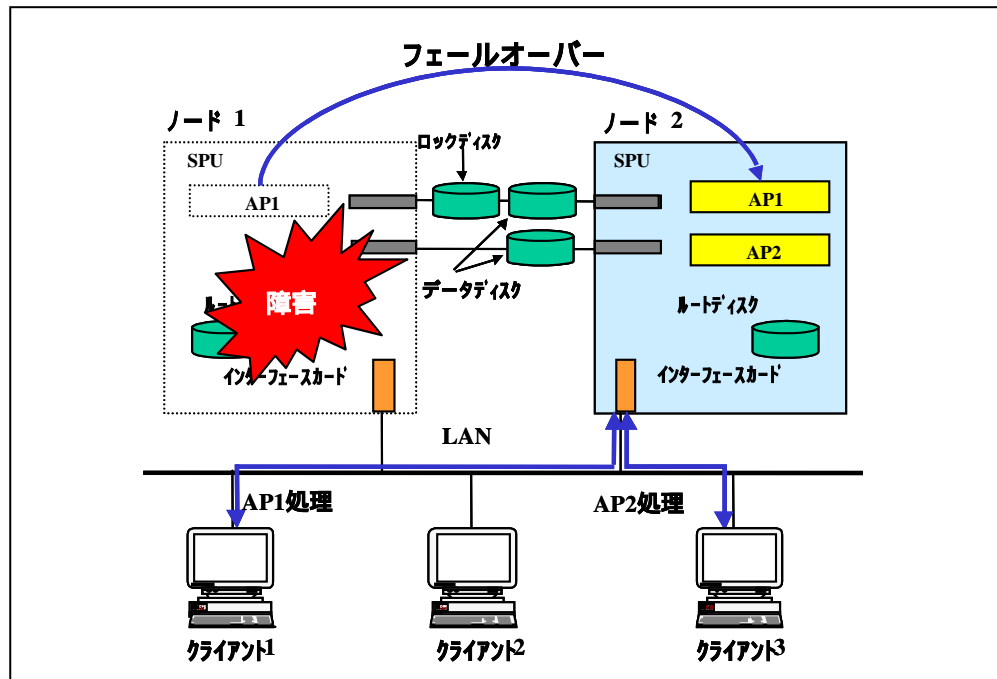 フェールオーバー
ノード 1
ノード 2
ロックディスク
SPU
SPU
AP1
AP1
AP2
データディスク
障害
ルートディスク
インターフェースカード
インターフェースカード
LAN
AP1処理
AP2処理
クライアント1
クライアント2
クライアント3